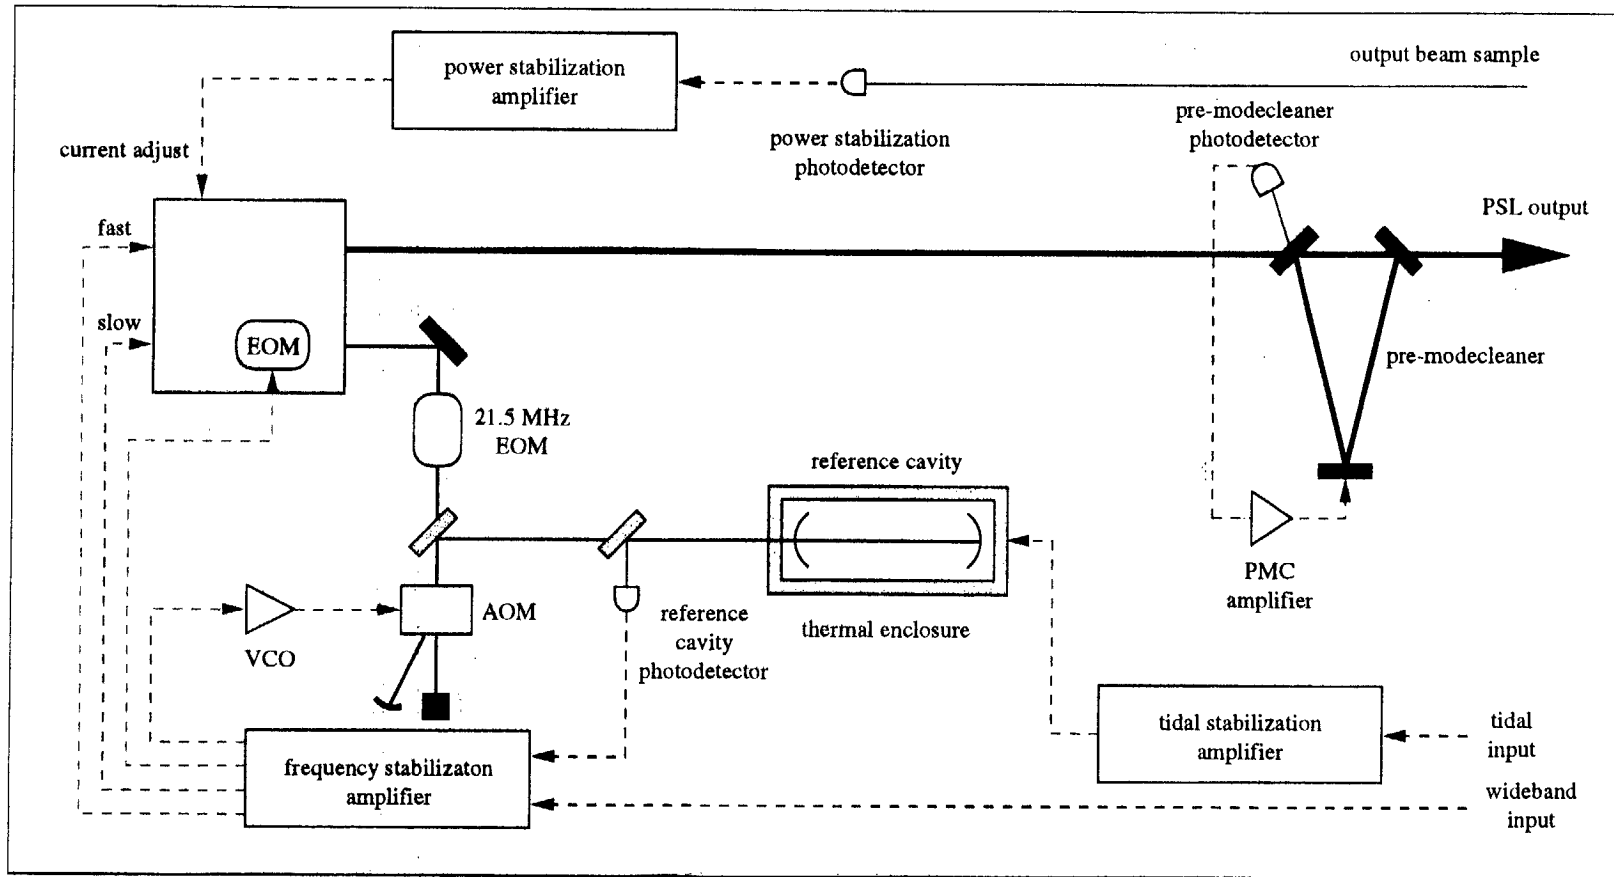 power stabilization
amplifier
output beam sample
pre-modecleaner
photodetector
power stabilization
photodetector
current adjust
PSL output
fast
slow
EOM
pre-modecleaner
21.5 MHz
EOM
reference cavity
PMC
amplifier
AOM
VCO
reference
cavity
photodetector
thermal enclosure
tidal stabilization
amplifier
tidal
input
frequency stabilizaton
amplifier
wideband
input